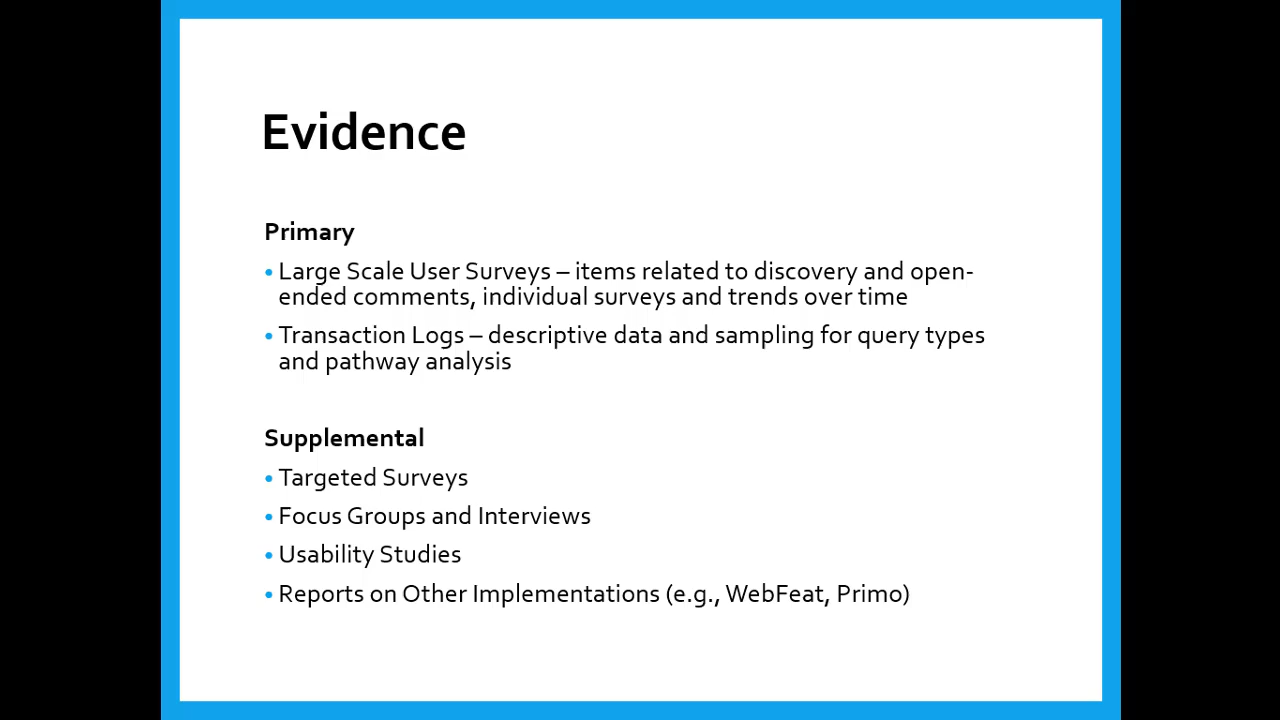 Evidence
Primary
• Large Scale User Surveys – items related to discovery and open-
ended comments, individual surveys and trends over time
• Transaction Logs – descriptive data and sampling for query types
and pathway analysis
Supplemental
• Targeted Surveys
• Focus Groups and Interviews
• Usability Studies
• Reports on Other Implementations (e.g., WebFeat, Primo)